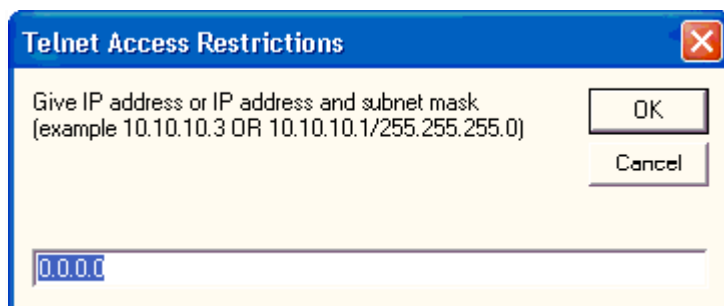 Telnet Access Restrictions
Give IP address or IP address and subnet mask
(example 10.10.10.3 OR 10.10.10.1/255.255.255.0)
OK
Cancel
0.0.0.0